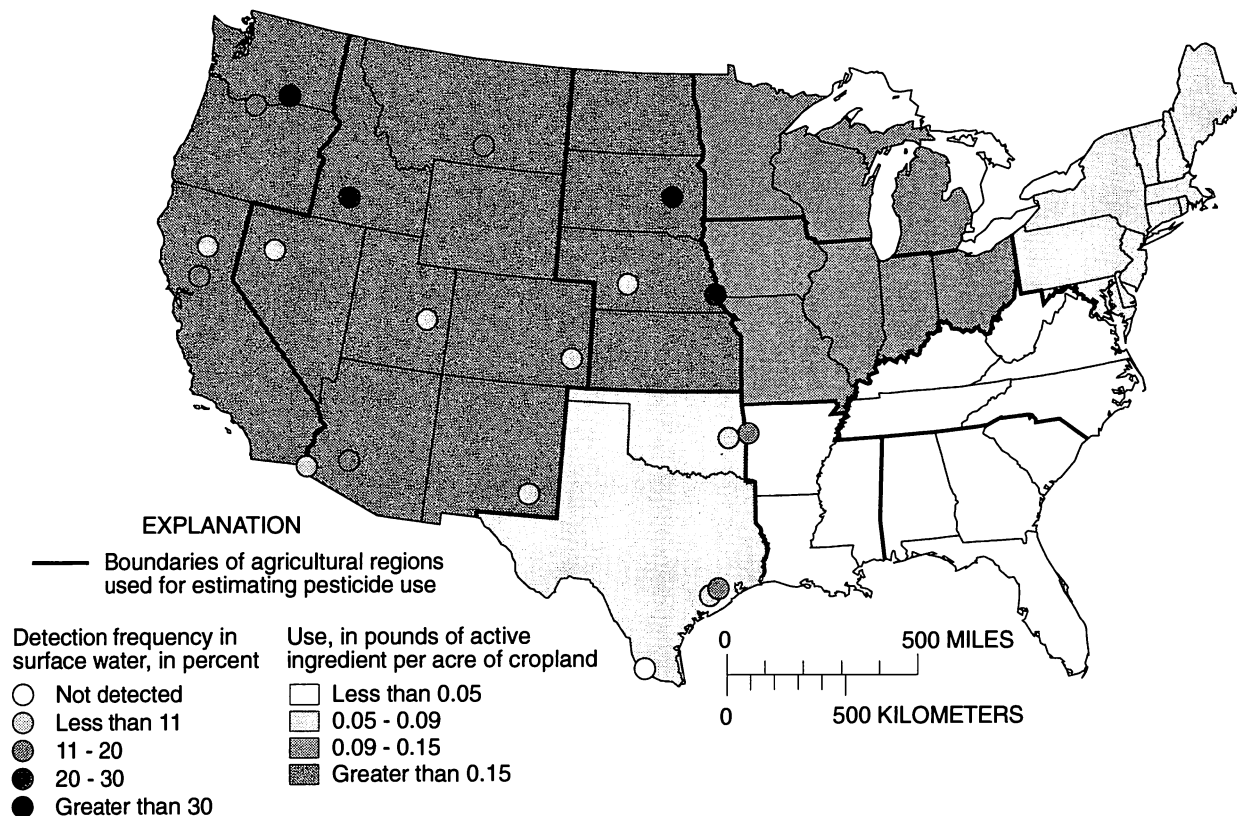 EXPLANATION
Boundaries of agricultural regions
used for estimating pesticide use
Detection frequency in
surface water, in percent
Not detected
Less than 11
11 - 20
20 - 30
Greater than 30
Use, in pounds of active
ingredient per acre of cropland
Less than 0.05
0.05 - 0.09
0.09 - 0.15
Greater than 0.15
0 500 MILES
0 500 KILOMETERS